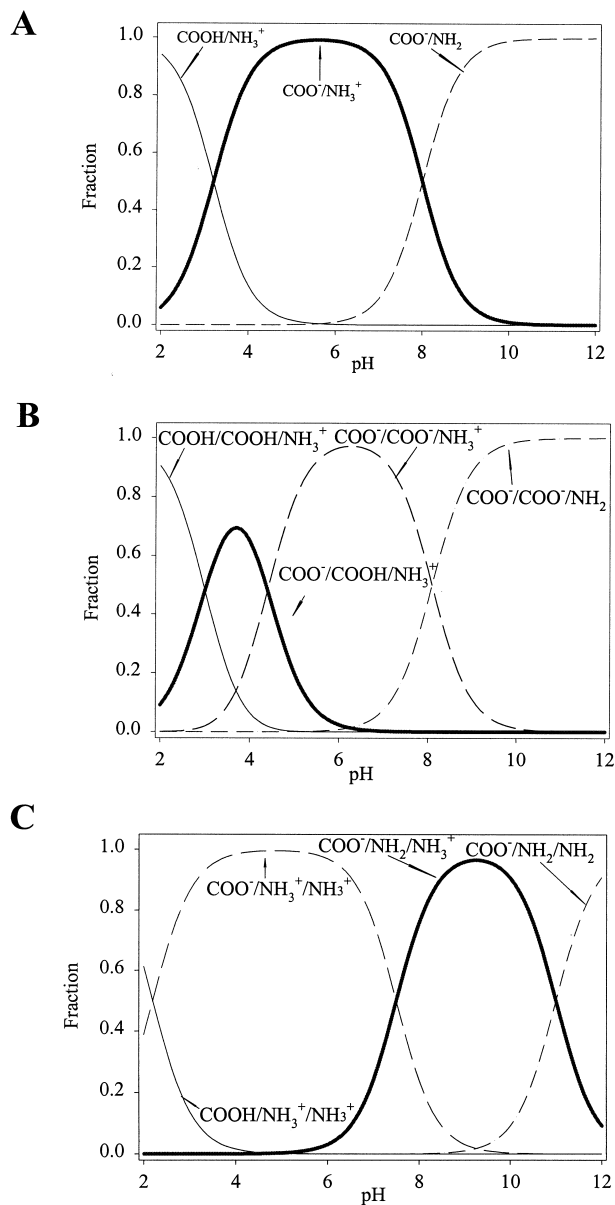 A
COOH/NH₃⁺
COO⁻/NH₂
COO⁻/NH₃⁺
1.0
0.8
0.6
0.4
0.2
0.0
Fraction
2 4 6 8 10 12
pH
B
COOH/COOH/NH₃⁺
COO⁻/COO⁻/NH₃⁺
COO⁻/COO⁻/NH₂
COO⁻/COOH/NH₃⁺
1.0
0.8
0.6
0.4
0.2
0.0
Fraction
2 4 6 8 10 12
pH
C
COO⁻/NH₂/NH₃⁺
COO⁻/NH₂/NH₂
COO⁻/NH₃⁺/NH₃⁺
COOH/NH₃⁺/NH₃⁺
1.0
0.8
0.6
0.4
0.2
0.0
Fraction
2 4 6 8 10 12
pH